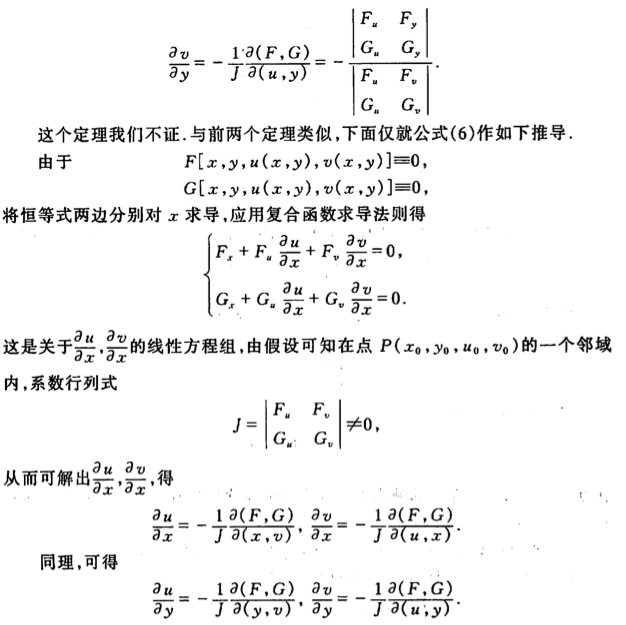 $$\frac{\partial v}{\partial y}=-\frac{1}{J}\frac{\partial(F,G)}{\partial(u,y)}=-\frac{\begin{vmatrix}F_u & F_y\\ G_u & G_y\end{vmatrix}}{\begin{vmatrix}F_u & F_v\\ G_u & G_v\end{vmatrix}}.$$
这个定理我们不证.与前两个定理类似,下面仅就公式(6)作如下推导.
由于 $F[x,y,u(x,y),v(x,y)]\equiv 0,$
$G[x,y,u(x,y),v(x,y)]\equiv 0,$
将恒等式两边分别对 $x$ 求导,应用复合函数求导法则得
$$\begin{cases}F_x+F_u\frac{\partial u}{\partial x}+F_v\frac{\partial v}{\partial x}=0,\\ G_x+G_u\frac{\partial u}{\partial x}+G_v\frac{\partial v}{\partial x}=0.\end{cases}$$
这是关于$\frac{\partial u}{\partial x},\frac{\partial v}{\partial x}$的线性方程组,由假设可知在点 $P(x_0,y_0,u_0,v_0)$的一个邻域
内,系数行列式
$$J=\begin{vmatrix}F_u & F_v\\ G_u & G_v\end{vmatrix}\neq 0,$$
从而可解出$\frac{\partial u}{\partial x},\frac{\partial v}{\partial x}$,得
$$\frac{\partial u}{\partial x}=-\frac{1}{J}\frac{\partial(F,G)}{\partial(x,v)},\ \frac{\partial v}{\partial x}=-\frac{1}{J}\frac{\partial(F,G)}{\partial(u,x)}.$$
同理,可得
$$\frac{\partial u}{\partial y}=-\frac{1}{J}\frac{\partial(F,G)}{\partial(y,v)},\ \frac{\partial v}{\partial y}=-\frac{1}{J}\frac{\partial(F,G)}{\partial(u,y)}.$$